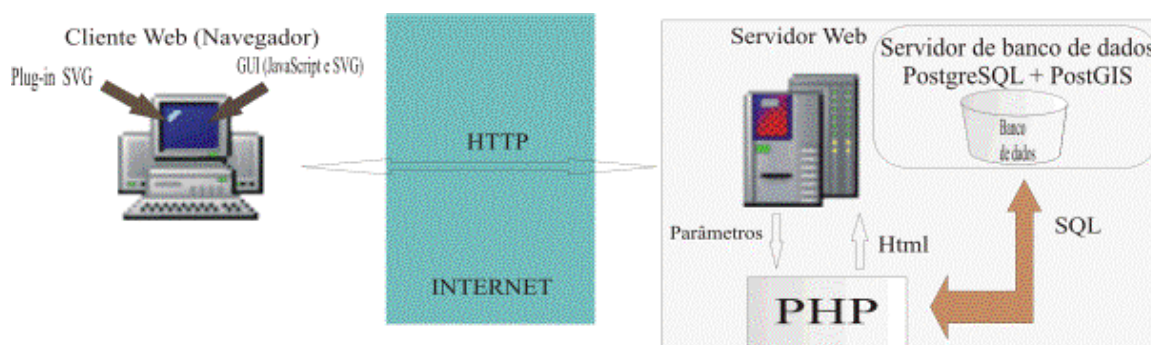 Cliente Web (Navegador)
Plug-in SVG
GUI (JavaScript e SVG)
HTTP
INTERNET
Servidor Web
Servidor de banco de dados
PostgreSQL + PostGIS
Banco
de dados
Parâmetros
Html
SQL
PHP